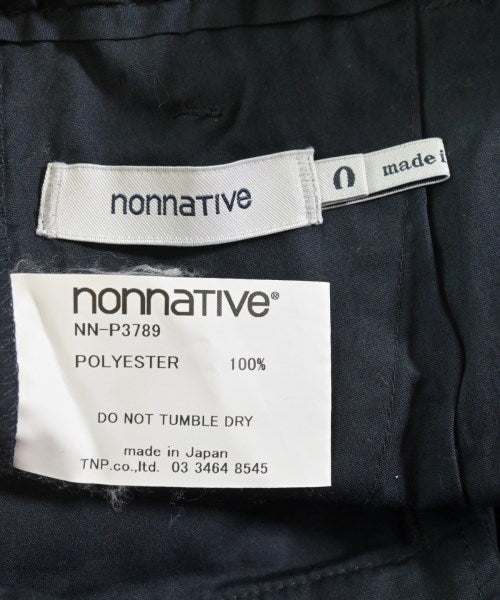 nonnative
0 made i
nonnative®
NN-P3789
POLYESTER 100%
DO NOT TUMBLE DRY
made in Japan
TNP.co.,ltd. 03 3464 8545